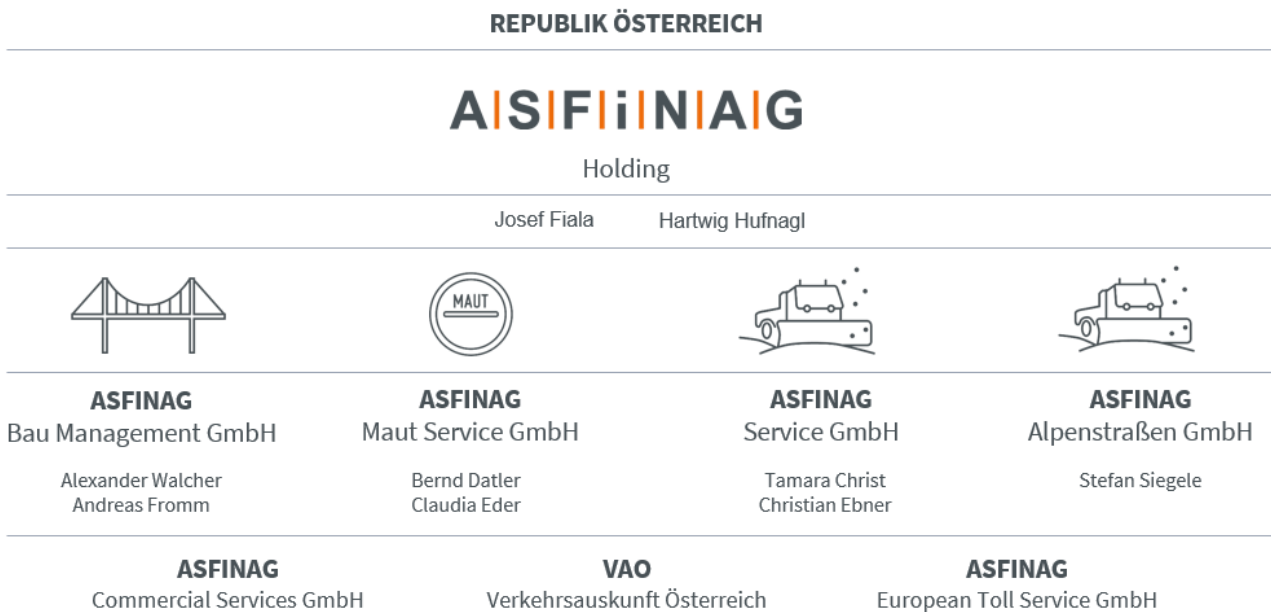 REPUBLIK ÖSTERREICH
A|S|F|i|N|A|G
Holding
Josef Fiala Hartwig Hufnagl
MAUT
ASFINAG
Bau Management GmbH
Alexander Walcher
Andreas Fromm
ASFINAG
Maut Service GmbH
Bernd Datler
Claudia Eder
ASFINAG
Service GmbH
Tamara Christ
Christian Ebner
ASFINAG
Alpenstraßen GmbH
Stefan Siegele
ASFINAG
Commercial Services GmbH
VAO
Verkehrsauskunft Österreich
ASFINAG
European Toll Service GmbH